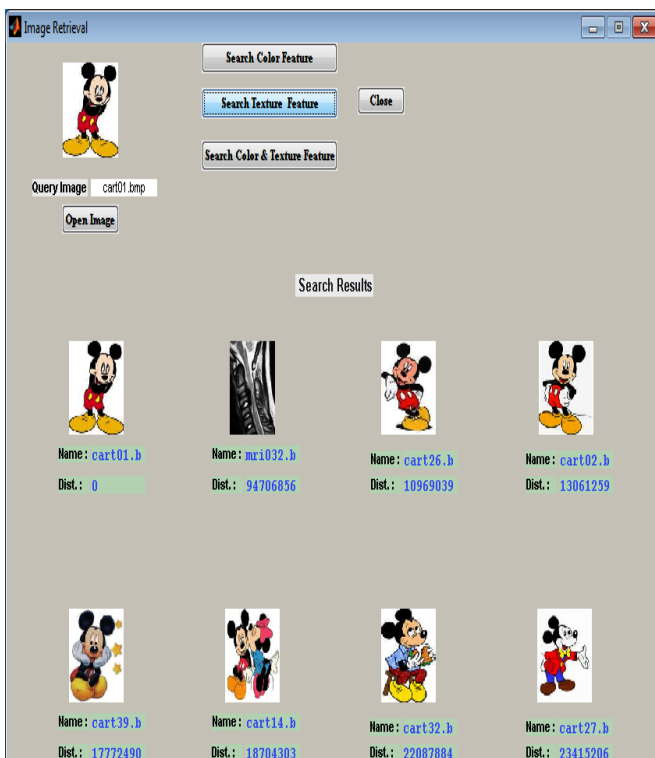 Image Retrieval
Search Color Feature
Search Texture Feature
Close
Search Color & Texture Feature
Query Image cart01.bmp
Open Image
Search Results
Name : cart01.b Name : mri032.b Name : cart26.b Name : cart02.b
Dist. : 0 Dist. : 94706856 Dist. : 10969039 Dist. : 13061259
Name : cart39.b Name : cart14.b Name : cart32.b Name : cart27.b
Dist. : 17772490 Dist. : 18704303 Dist. : 22087884 Dist. : 23415206